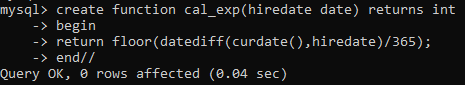 mysql> create function cal_exp(hiredate date) returns int
    -> begin
    -> return floor(datediff(curdate(),hiredate)/365);
    -> end//
Query OK, 0 rows affected (0.04 sec)